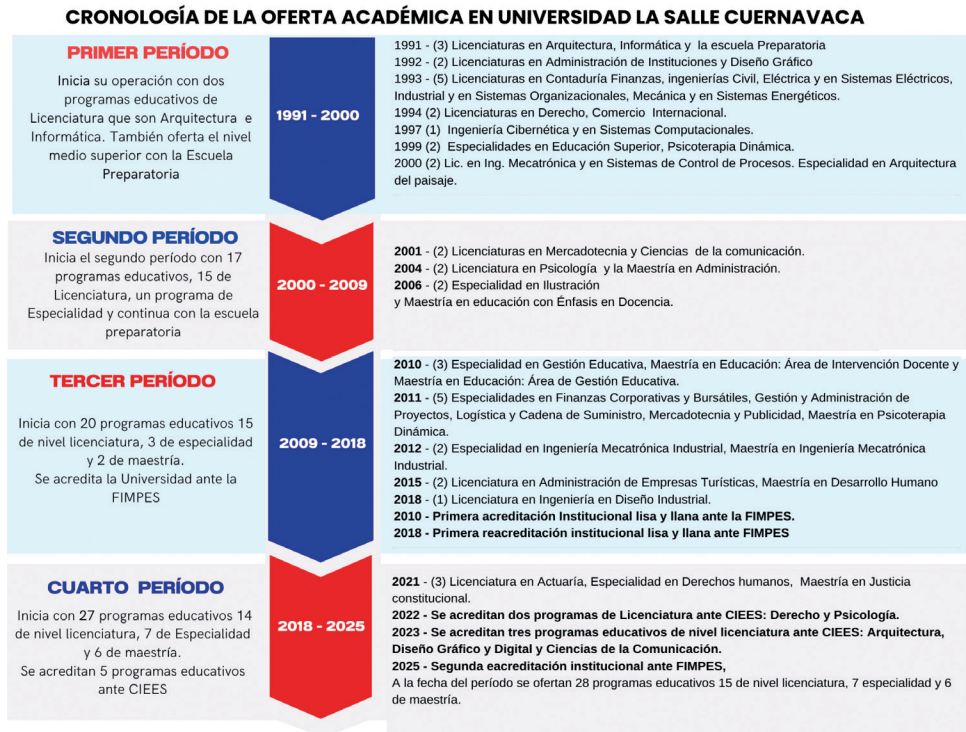 CRONOLOGÍA DE LA OFERTA ACADÉMICA EN UNIVERSIDAD LA SALLE CUERNAVACA
PRIMER PERÍODO
Inicia su operación con dos
programas educativos de
Licenciatura que son Arquitectura e
Informática. También oferta el nivel
medio superior con la Escuela
Preparatoria
1991 - 2000
1991 - (3) Licenciaturas en Arquitectura, Informática y la escuela Preparatoria
1992 - (2) Licenciaturas en Administración de Instituciones y Diseño Gráfico
1993 - (5) Licenciaturas en Contaduría Finanzas, ingenierías Civil, Eléctrica y en Sistemas Eléctricos,
Industrial y en Sistemas Organizacionales, Mecánica y en Sistemas Energéticos.
1994 (2) Licenciaturas en Derecho, Comercio Internacional.
1997 (1) Ingeniería Cibernética y en Sistemas Computacionales.
1999 (2) Especialidades en Educación Superior, Psicoterapia Dinámica.
2000 (2) Lic. en Ing. Mecatrónica y en Sistemas de Control de Procesos. Especialidad en Arquitectura
del paisaje.
SEGUNDO PERÍODO
Inicia el segundo período con 17
programas educativos, 15 de
Licenciatura, un programa de
Especialidad y continua con la escuela
preparatoria
2000 - 2009
2001 - (2) Licenciaturas en Mercadotecnia y Ciencias de la comunicación.
2004 - (2) Licenciatura en Psicología y la Maestría en Administración.
2006 - (2) Especialidad en Ilustración
y Maestría en educación con Énfasis en Docencia.
TERCER PERÍODO
Inicia con 20 programas educativos 15
de nivel licenciatura, 3 de especialidad
y 2 de maestría.
Se acredita la Universidad ante la
FIMPES
2009 - 2018
2010 - (3) Especialidad en Gestión Educativa, Maestría en Educación: Área de Intervención Docente y
Maestría en Educación: Área de Gestión Educativa.
2011 - (5) Especialidades en Finanzas Corporativas y Bursátiles, Gestión y Administración de
Proyectos, Logística y Cadena de Suministro, Mercadotecnia y Publicidad, Maestría en Psicoterapia
Dinámica.
2012 - (2) Especialidad en Ingeniería Mecatrónica Industrial, Maestría en Ingeniería Mecatrónica
Industrial.
2015 - (2) Licenciatura en Administración de Empresas Turísticas, Maestría en Desarrollo Humano
2018 - (1) Licenciatura en Ingeniería en Diseño Industrial.
2010 - Primera acreditación Institucional lisa y llana ante la FIMPES.
2018 - Primera reacreditación institucional lisa y llana ante FIMPES
CUARTO PERÍODO
Inicia con 27 programas educativos 14
de nivel licenciatura, 7 de Especialidad
y 6 de maestría.
Se acreditan 5 programas educativos
ante CIEES
2018 - 2025
2021 - (3) Licenciatura en Actuaría, Especialidad en Derechos humanos, Maestría en Justicia
constitucional.
2022 - Se acreditan dos programas de Licenciatura ante CIEES: Derecho y Psicología.
2023 - Se acreditan tres programas educativos de nivel licenciatura ante CIEES: Arquitectura,
Diseño Gráfico y Digital y Ciencias de la Comunicación.
2025 - Segunda eacreditación institucional ante FIMPES,
A la fecha del período se ofertan 28 programas educativos 15 de nivel licenciatura, 7 especialidad y 6
de maestría.